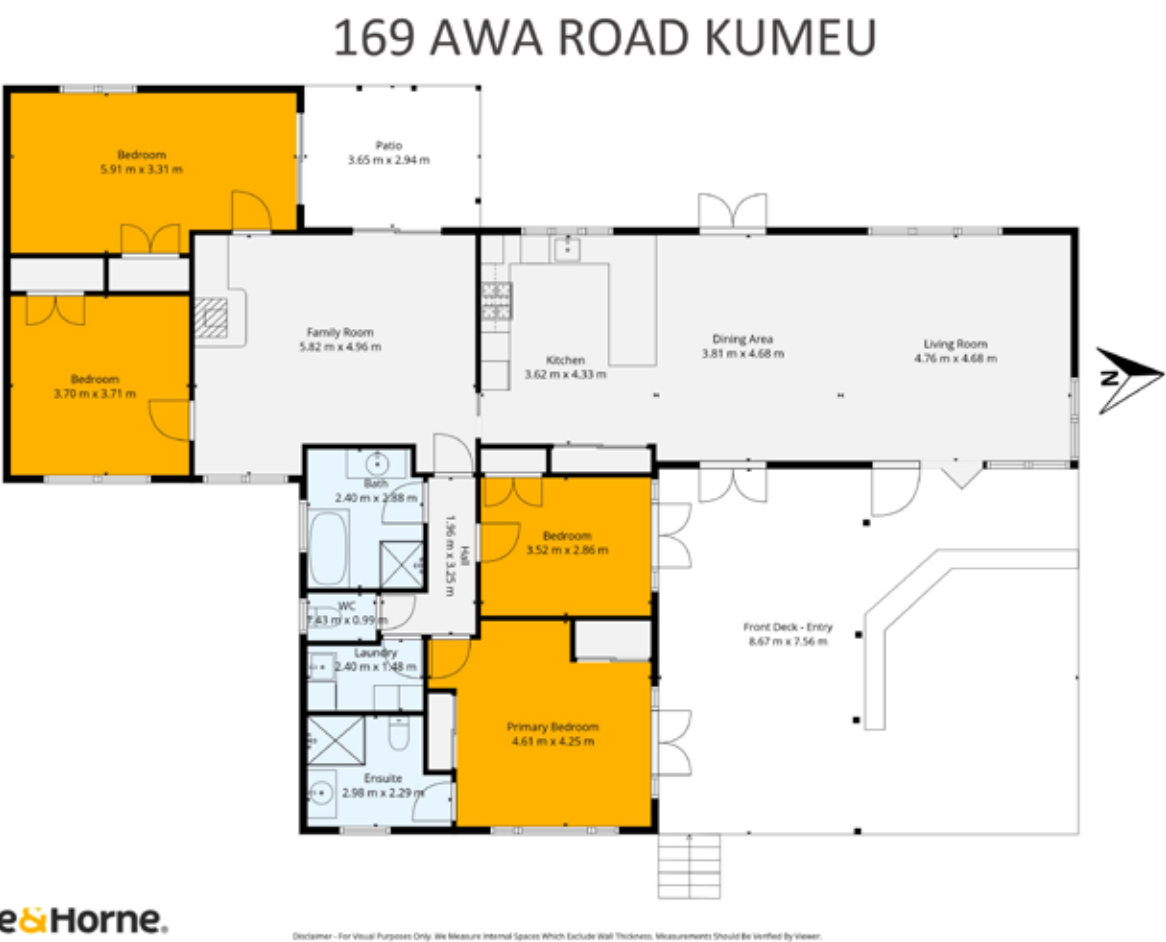 169 AWA ROAD KUMEU
Bedroom
5.91 m x 3.31 m
Patio
3.65 m x 2.94 m
Family Room
5.82 m x 4.96 m
Bedroom
3.70 m x 3.71 m
Kitchen
3.62 m x 4.33 m
Dining Area
3.81 m x 4.68 m
Living Room
4.76 m x 4.68 m
N
Bath
2.40 m x 2.88 m
Hall
1.96 m x 3.25 m
Bedroom
3.52 m x 2.86 m
WC
.43 m x 0.99 m
Laundry
2.40 m x 1.48 m
Front Deck - Entry
8.67 m x 7.56 m
Primary Bedroom
4.61 m x 4.25 m
Ensuite
2.98 m x 2.29 m
e&Horne.
Disclaimer - For Visual Purposes Only. We Measure Internal Spaces Which Exclude Wall Thickness. Measurements Should Be Verified By Viewer.